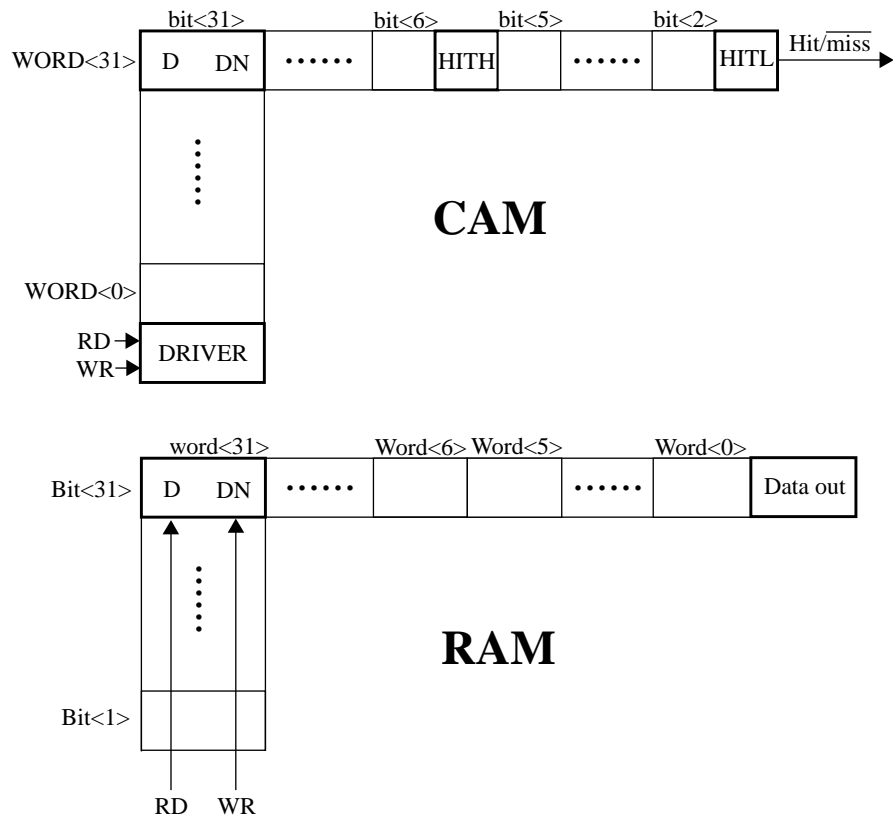 bit<31> bit<6> bit<5> bit<2>
WORD<31> D DN ...... HITH ...... HITL Hit/miss
CAM
WORD<0>
RD
WR
DRIVER
word<31> Word<6> Word<5> Word<0>
Bit<31> D DN ...... ...... Data out
RAM
Bit<1>
RD WR